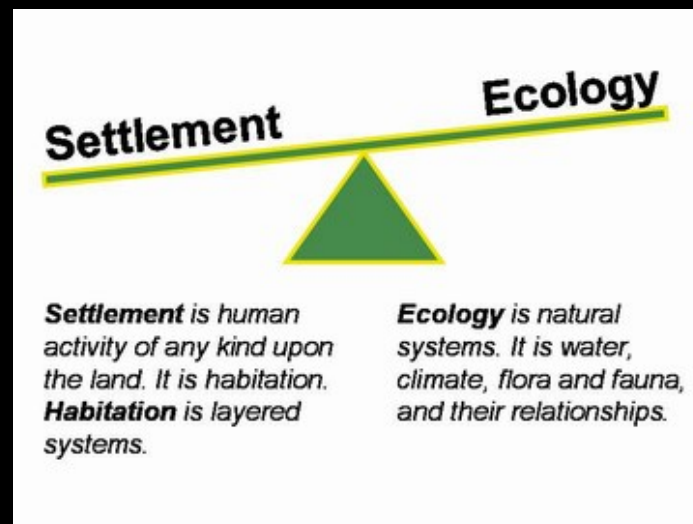 Settlement
Ecology
Settlement is human
activity of any kind upon
the land. It is habitation.
Habitation is layered
systems.
Ecology is natural
systems. It is water,
climate, flora and fauna,
and their relationships.